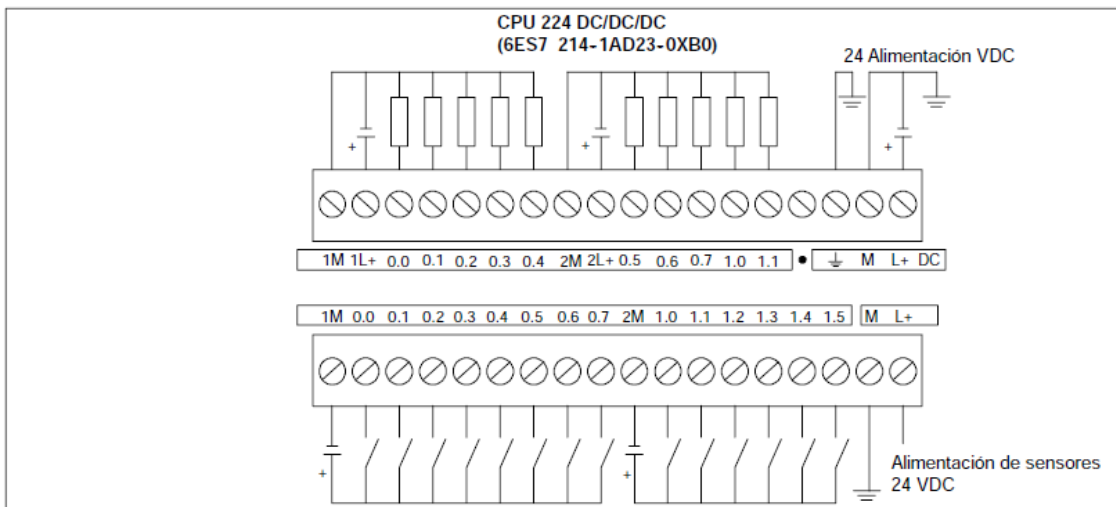 CPU 224 DC/DC/DC
(6ES7 214-1AD23-0XB0)
24 Alimentación VDC
+ + +
1M 1L+ 0.0 0.1 0.2 0.3 0.4 2M 2L+ 0.5 0.6 0.7 1.0 1.1 • ⏚ M L+ DC
1M 0.0 0.1 0.2 0.3 0.4 0.5 0.6 0.7 2M 1.0 1.1 1.2 1.3 1.4 1.5 M L+
+ +
Alimentación de sensores
24 VDC